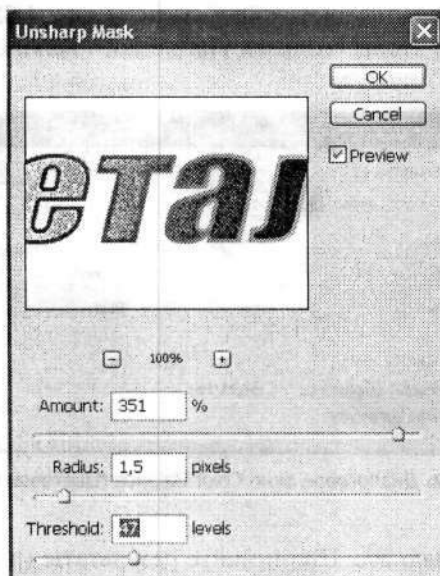 Unsharp Mask
OK
Cancel
Preview
етал
100%
Amount: 351 %
Radius: 1,5 pixels
Threshold: 47 levels